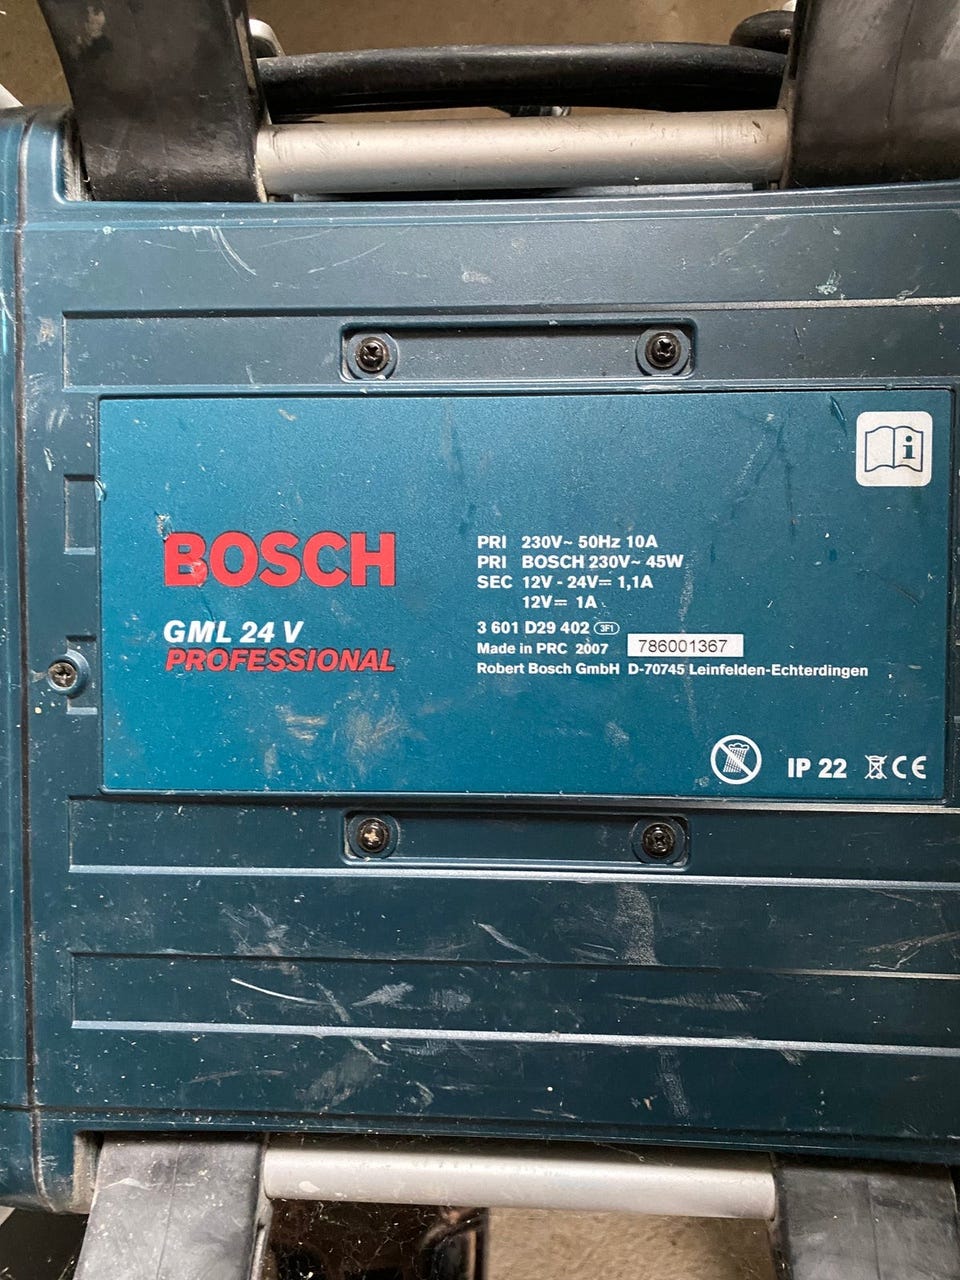 BOSCH
GML 24 V
PROFESSIONAL
PRI 230V~ 50Hz 10A
PRI BOSCH 230V~ 45W
SEC 12V - 24V⎓ 1,1A
12V⎓ 1A
3 601 D29 402 3F1
Made in PRC 2007 786001367
Robert Bosch GmbH D-70745 Leinfelden-Echterdingen
i
IP 22 CE